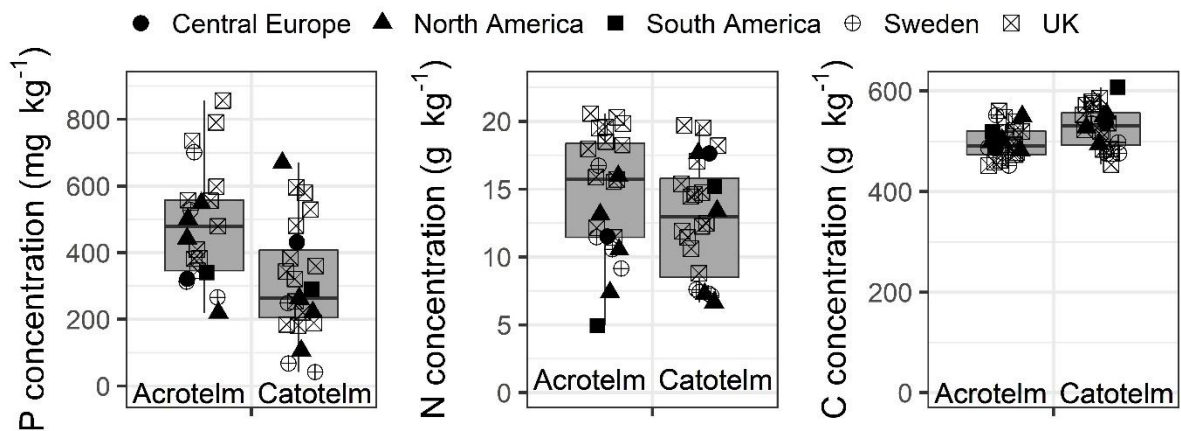 Central Europe North America South America Sweden UK
P concentration (mg kg⁻¹)
800
600
400
200
0
Acrotelm Catotelm
N concentration (g kg⁻¹)
20
15
10
5
0
Acrotelm Catotelm
C concentration (g kg⁻¹)
600
400
200
0
Acrotelm Catotelm